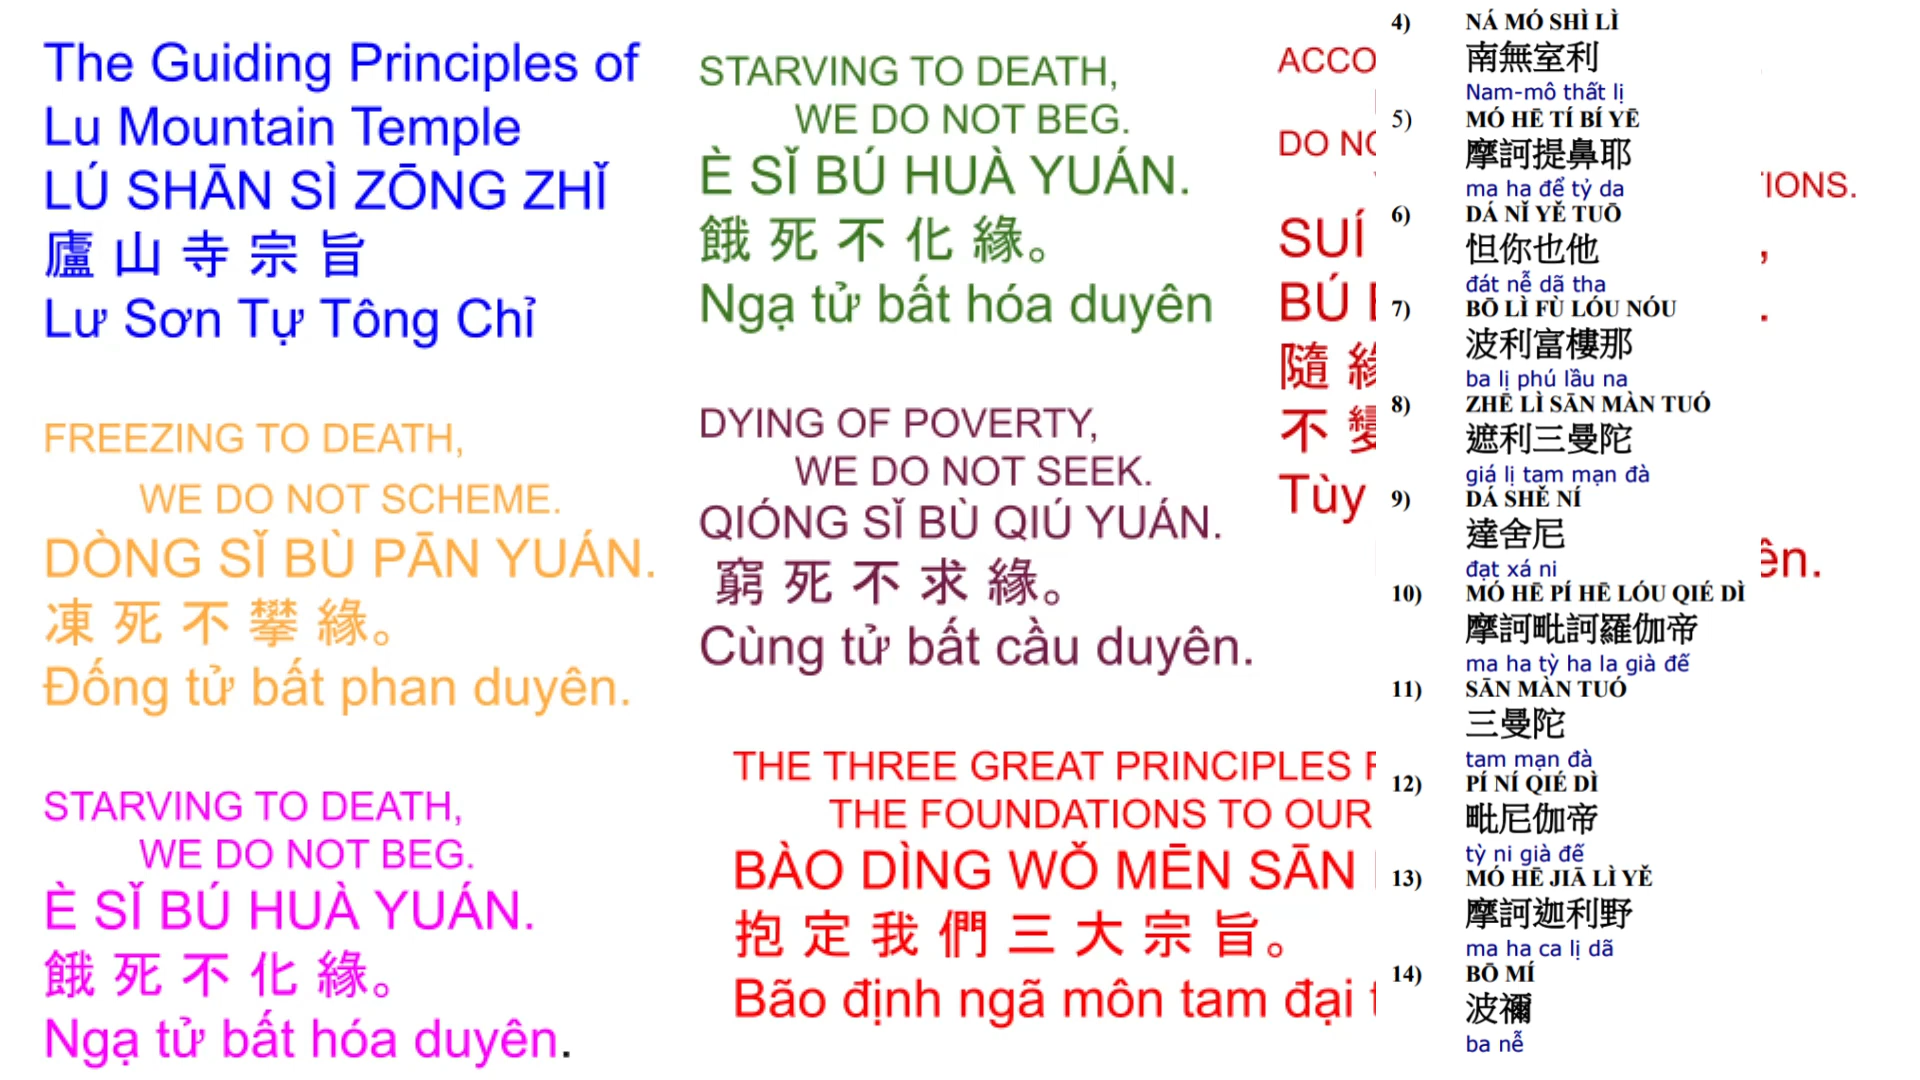 The Guiding Principles of
Lu Mountain Temple
LÚ SHĀN SÌ ZŌNG ZHǏ
廬 山 寺 宗 旨
Lư Sơn Tự Tông Chỉ
FREEZING TO DEATH,
WE DO NOT SCHEME.
DÒNG SǏ BÙ PĀN YUÁN.
凍 死 不 攀 緣。
Đống tử bất phan duyên.
STARVING TO DEATH,
WE DO NOT BEG.
È SǏ BÚ HUÀ YUÁN.
餓 死 不 化 緣。
Ngạ tử bất hóa duyên.
STARVING TO DEATH,
WE DO NOT BEG.
È SǏ BÚ HUÀ YUÁN.
餓 死 不 化 緣。
Ngạ tử bất hóa duyên
DYING OF POVERTY,
WE DO NOT SEEK.
QIÓNG SǏ BÙ QIÚ YUÁN.
窮 死 不 求 緣。
Cùng tử bất cầu duyên.
THE THREE GREAT PRINCIPLES
THE FOUNDATIONS TO OUR
BÀO DÌNG WǑ MĒN SĀN
抱 定 我 們 三 大 宗 旨。
Bão định ngã môn tam đại
DO
SUÍ
BÚ
隨 緣
不 變
Tùy
4) NÁ MÓ SHÌ LÌ
南無室利
Nam-mô thất lị
5) MÓ HĒ TÍ BÍ YĒ
摩訶提鼻耶
ma ha để tỷ da
6) DÁ NǏ YĚ TUŌ
怛你也他
đát nễ dã tha
7) BŌ LÌ FÙ LÓU NÓU
波利富樓那
ba lị phú lầu na
8) ZHĒ LÌ SĀN MÀN TUÓ
遮利三曼陀
giá lị tam mạn đà
9) DÁ SHĚ NÍ
達舍尼
đạt xá ni
10) MÓ HĒ PÍ HĒ LÓU QIÉ DÌ
摩訶毗訶羅伽帝
ma ha tỳ ha la già đế
11) SĀN MÀN TUÓ
三曼陀
tam mạn đà
12) PÍ NÍ QIÉ DÌ
毗尼伽帝
tỳ ni già đế
13) MÓ HĒ JIĀ LÌ YĚ
摩訶迦利野
ma ha ca lị dã
14) BŌ MÍ
波禰
ba nễ